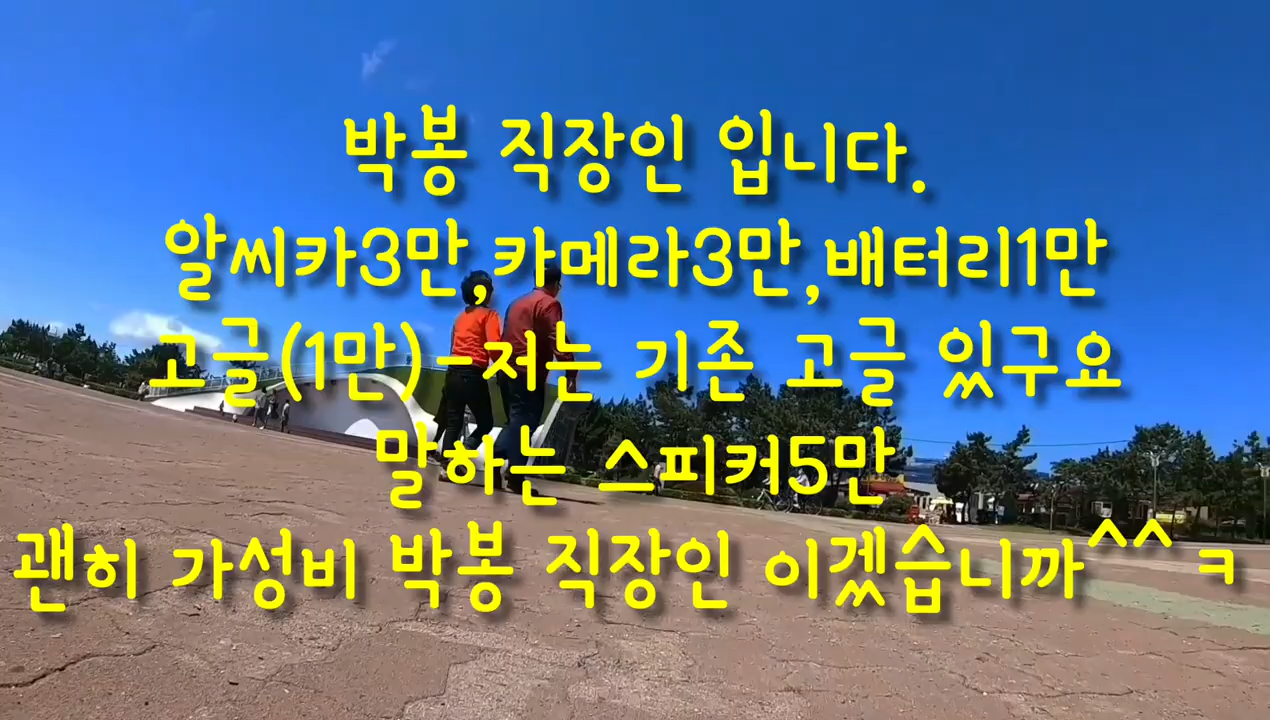 박봉 직장인 입니다.
알씨카3만,카메라3만,배터리1만
고글(1만)-저는 기존 고글 있구요
말하는 스피커5만
괜히 가성비 박봉 직장인 이겠습니까^^ㅋ